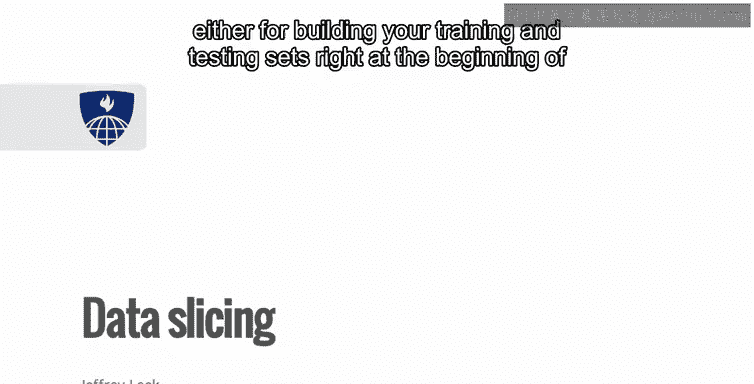 either for building your training and
testing sets right at the beginning of
Data slicing